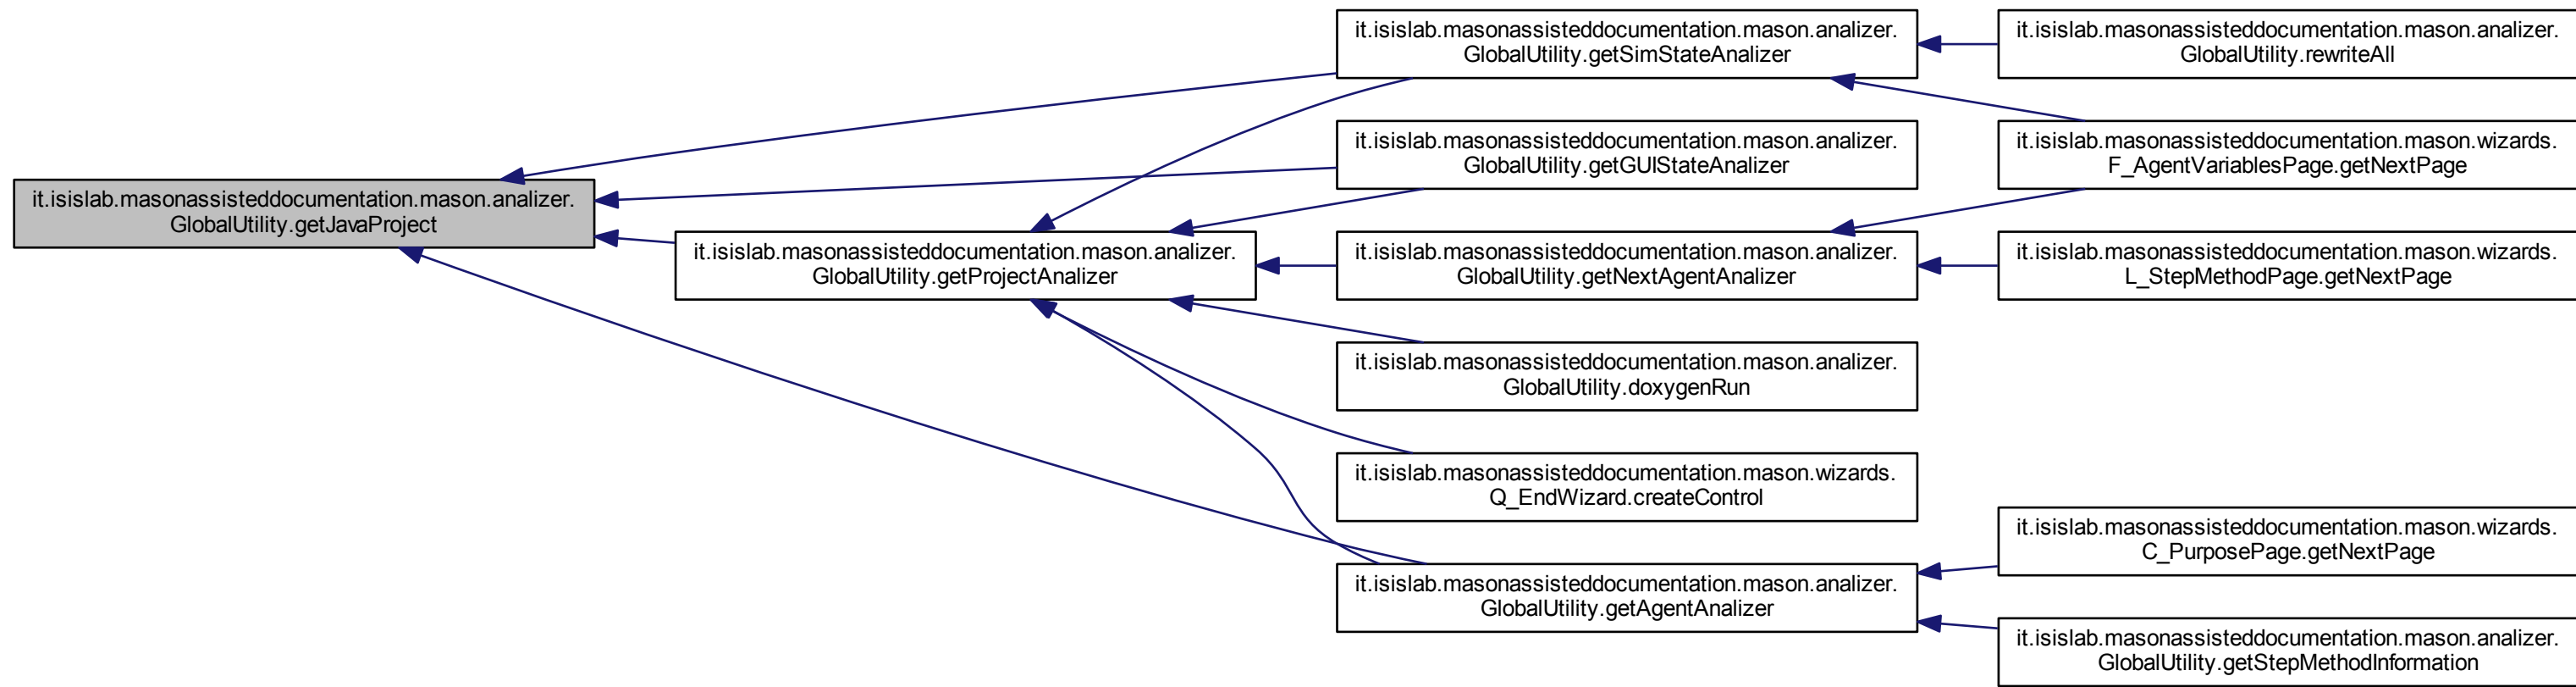 it.isislab.masonassisteddocumentation.mason.analizer.
GlobalUtility.getJavaProject
it.isislab.masonassisteddocumentation.mason.analizer.
GlobalUtility.getProjectAnalizer
it.isislab.masonassisteddocumentation.mason.analizer.
GlobalUtility.getSimStateAnalizer
it.isislab.masonassisteddocumentation.mason.analizer.
GlobalUtility.getGUIStateAnalizer
it.isislab.masonassisteddocumentation.mason.analizer.
GlobalUtility.getNextAgentAnalizer
it.isislab.masonassisteddocumentation.mason.analizer.
GlobalUtility.doxygenRun
it.isislab.masonassisteddocumentation.mason.wizards.
Q_EndWizard.createControl
it.isislab.masonassisteddocumentation.mason.analizer.
GlobalUtility.getAgentAnalizer
it.isislab.masonassisteddocumentation.mason.analizer.
GlobalUtility.rewriteAll
it.isislab.masonassisteddocumentation.mason.wizards.
F_AgentVariablesPage.getNextPage
it.isislab.masonassisteddocumentation.mason.wizards.
L_StepMethodPage.getNextPage
it.isislab.masonassisteddocumentation.mason.wizards.
C_PurposePage.getNextPage
it.isislab.masonassisteddocumentation.mason.analizer.
GlobalUtility.getStepMethodInformation